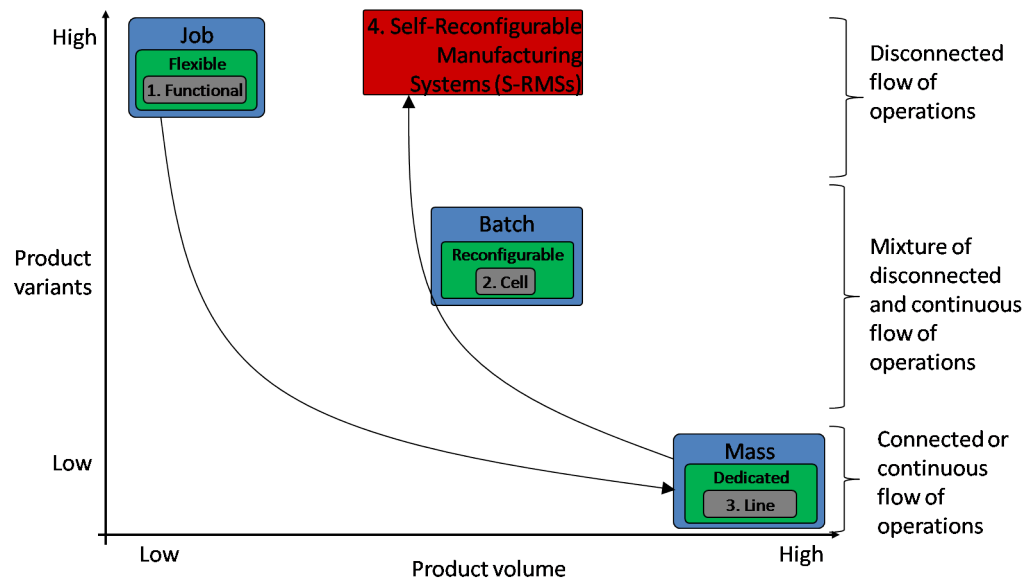 High
Product
variants
Low
Job
Flexible
1. Functional
4. Self-Reconfigurable
Manufacturing
Systems (S-RMSs)
Batch
Reconfigurable
2. Cell
Mass
Dedicated
3. Line
Disconnected
flow of
operations
Mixture of
disconnected
and continuous
flow of
operations
Connected or
continuous
flow of
operations
Low
Product volume
High